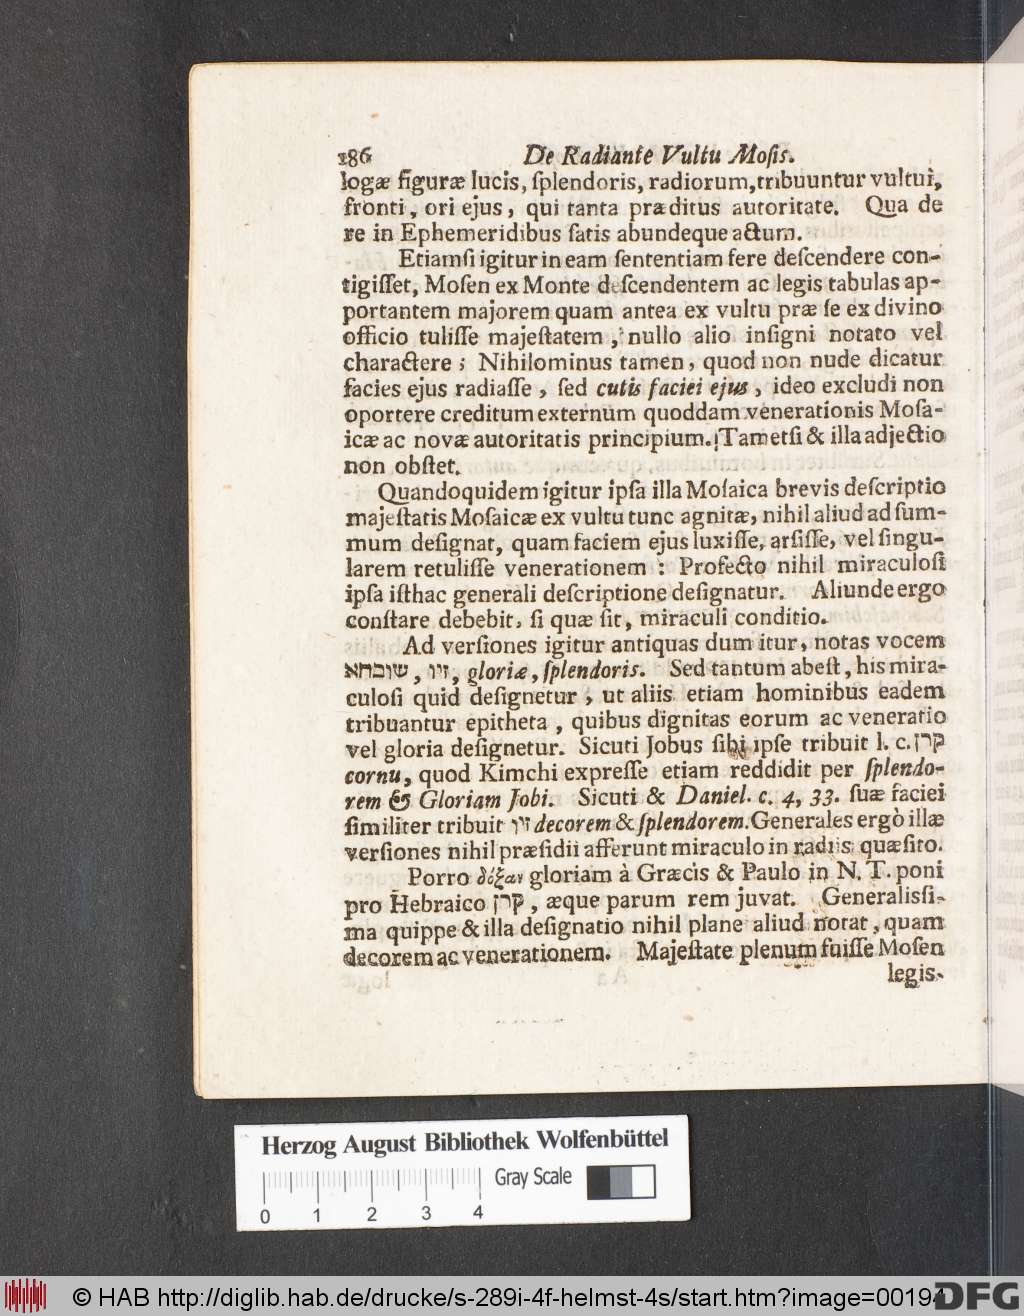 186 De Radiante Vultu Moſis.
logæ figuræ lucis, ſplendoris, radiorum, tribuuntur vultui,
fronti, ori ejus, qui tanta præditus autoritate. Qua de
re in Ephemeridibus ſatis abundeque actum.
Etiamſi igitur in eam ſententiam fere deſcendere con-
tigiſſet, Moſen ex Monte deſcendentem ac legis tabulas ap-
portantem majorem quam antea ex vultu præ ſe ex divino
officio tuliſſe majeſtatem, nullo alio inſigni notato vel
charactere; Nihilominus tamen, quod non nude dicatur
facies ejus radiaſſe, ſed cutis faciei ejus, ideo excludi non
oportere creditum externum quoddam venerationis Moſa-
icæ ac novæ autoritatis principium. Tametſi & illa adjectio
non obſtet.
Quandoquidem igitur ipſa illa Moſaica brevis deſcriptio
majeſtatis Moſaicæ ex vultu tunc agnitæ, nihil aliud ad ſum-
mum deſignat, quam faciem ejus luxiſſe, arſiſſe, vel ſingu-
larem retuliſſe venerationem: Profecto nihil miraculoſi
ipſa iſthac generali deſcriptione deſignatur. Aliunde ergo
conſtare debebit, ſi quæ ſit, miraculi conditio.
Ad verſiones igitur antiquas dum itur, notas vocem
שובחא, זיו, gloriæ, ſplendoris. Sed tantum abeſt, his mira-
culoſi quid deſignetur, ut aliis etiam hominibus eadem
tribuantur epitheta, quibus dignitas eorum ac veneratio
vel gloria deſignetur. Sicuti Jobus ſibi ipſe tribuit l. c. קרן
cornu, quod Kimchi expreſſe etiam reddidit per ſplendo-
rem & Gloriam Jobi. Sicuti & Daniel. c. 4, 33. ſuæ faciei
ſimiliter tribuit זיו decorem & ſplendorem. Generales ergò illæ
verſiones nihil præſidii afferunt miraculo in radiis quæſito.
Porro δόξαν gloriam à Græcis & Paulo in N. T. poni
pro Hebraico קרן, æque parum rem juvat. Generaliſſi-
ma quippe & illa deſignatio nihil plane aliud notat, quam
decorem ac venerationem. Majeſtate plenum fuiſſe Moſen
legis
Herzog August Bibliothek Wolfenbüttel
Gray Scale
0 1 2 3 4
© HAB http://diglib.hab.de/drucke/s-289i-4f-helmst-4s/start.htm?image=00194
DFG